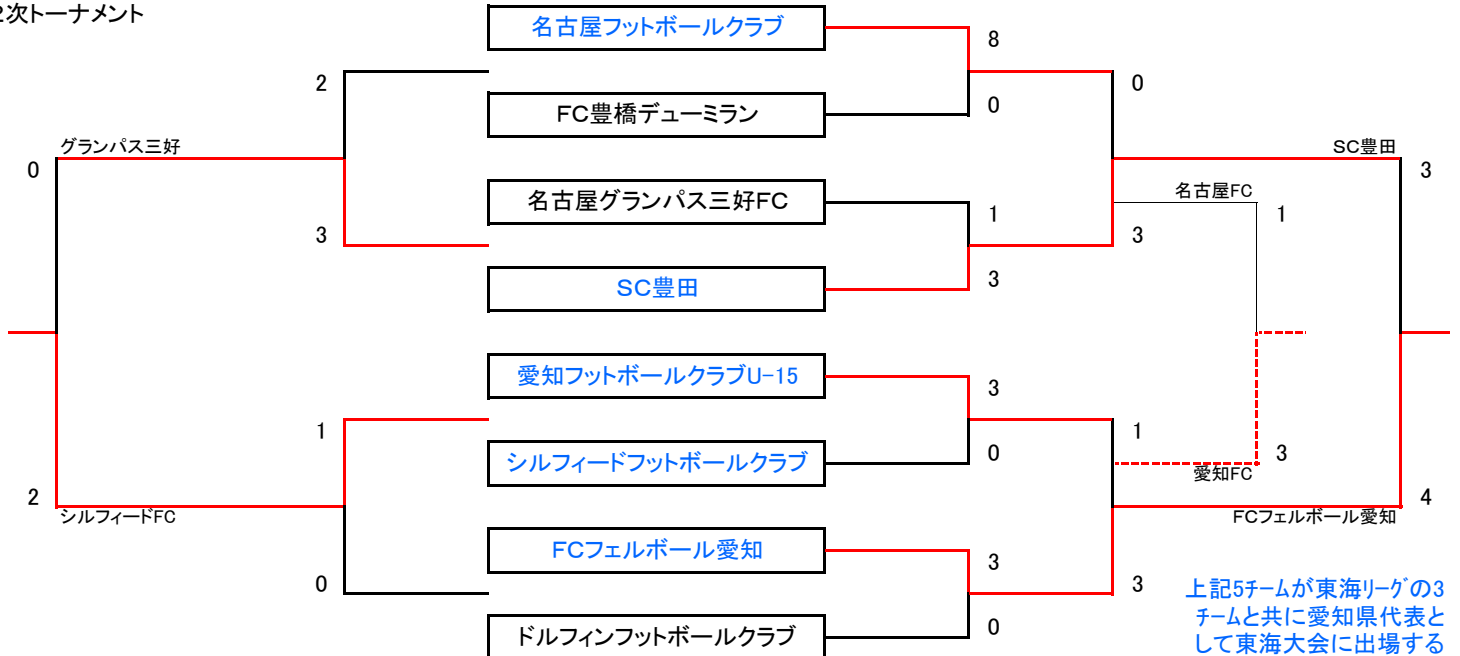 2次トーナメント
名古屋フットボールクラブ
8
2
0
FC豊橋デューミラン
0
グランパス三好
SC豊田
0
3
名古屋グランパス三好FC
名古屋FC
1
1
3
3
SC豊田
3
愛知フットボールクラブU-15
3
1
1
シルフィードフットボールクラブ
0
3
愛知FC
2
4
シルフィードFC
FCフェルボール愛知
FCフェルボール愛知
3
0
3
上記5チームが東海リーグの3
チームと共に愛知県代表と
して東海大会に出場する
ドルフィンフットボールクラブ
0